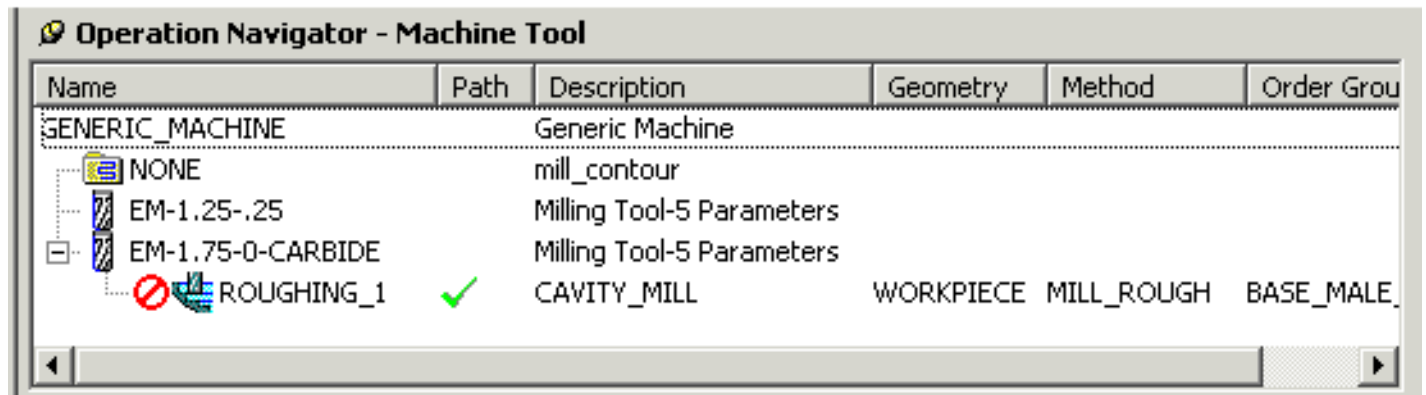 Operation Navigator - Machine Tool
Name Path Description Geometry Method Order Grou
GENERIC_MACHINE Generic Machine
NONE mill_contour
EM-1.25-.25 Milling Tool-5 Parameters
EM-1.75-0-CARBIDE Milling Tool-5 Parameters
ROUGHING_1 CAVITY_MILL WORKPIECE MILL_ROUGH BASE_MALE_